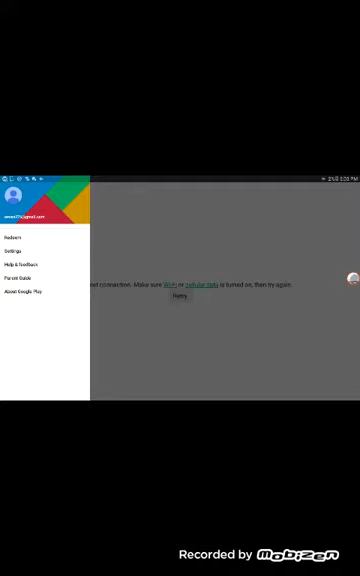 Redeem
Settings
net connection. Make sure Wi-Fi or cellular data is turned on, then try again.
Help & feedback
Parent Guide
About Google Play
Retry
Recorded by MOBIZEN